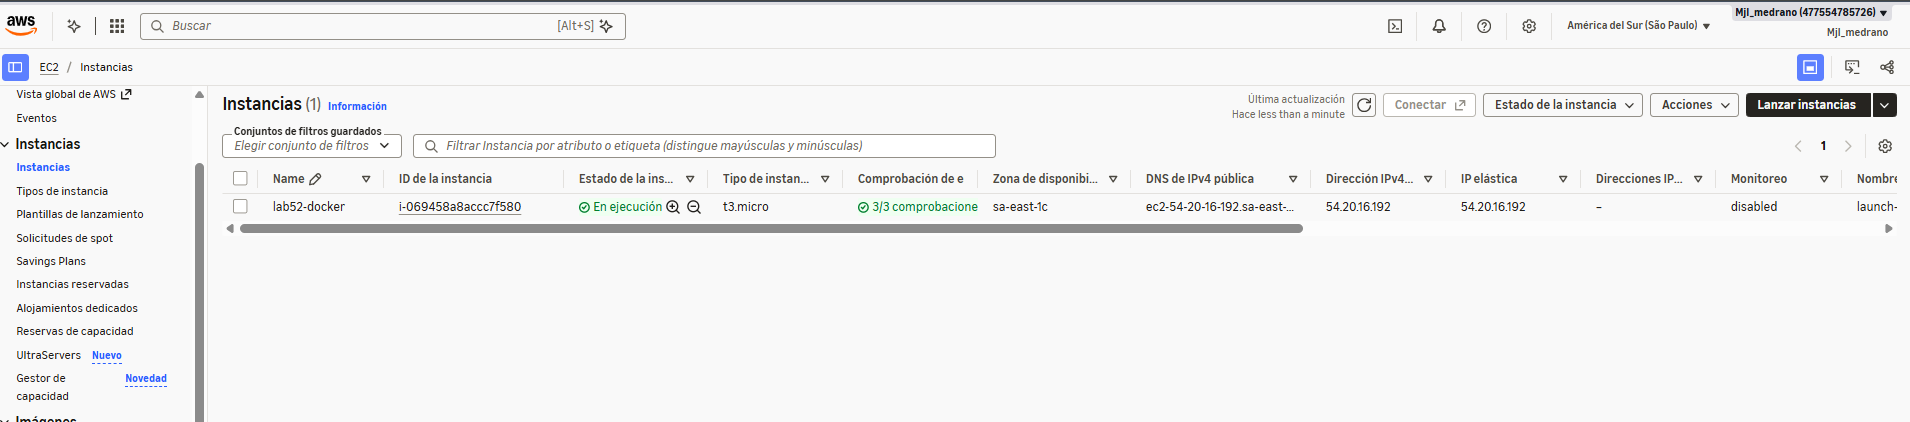 aws
Buscar
[Alt+S]
América del Sur (São Paulo)
Mjl_medrano (477554785726)
Mjl_medrano
EC2 / Instancias
Vista global de AWS
Eventos
Instancias
Instancias
Tipos de instancia
Plantillas de lanzamiento
Solicitudes de spot
Savings Plans
Instancias reservadas
Alojamientos dedicados
Reservas de capacidad
UltraServers Nuevo
Gestor de capacidad Novedad
Imágenes
Instancias (1) Información
Última actualización
Hace less than a minute
Conectar
Estado de la instancia
Acciones
Lanzar instancias
Conjuntos de filtros guardados
Elegir conjunto de filtros
Filtrar Instancia por atributo o etiqueta (distingue mayúsculas y minúsculas)
1
Name ID de la instancia Estado de la ins... Tipo de instan... Comprobación de e Zona de disponibi... DNS de IPv4 pública Dirección IPv4... IP elástica Direcciones IP... Monitoreo Nombre
lab52-docker i-069458a8accc7f580 En ejecución t3.micro 3/3 comprobacione sa-east-1c ec2-54-20-16-192.sa-east-... 54.20.16.192 54.20.16.192 – disabled launch-